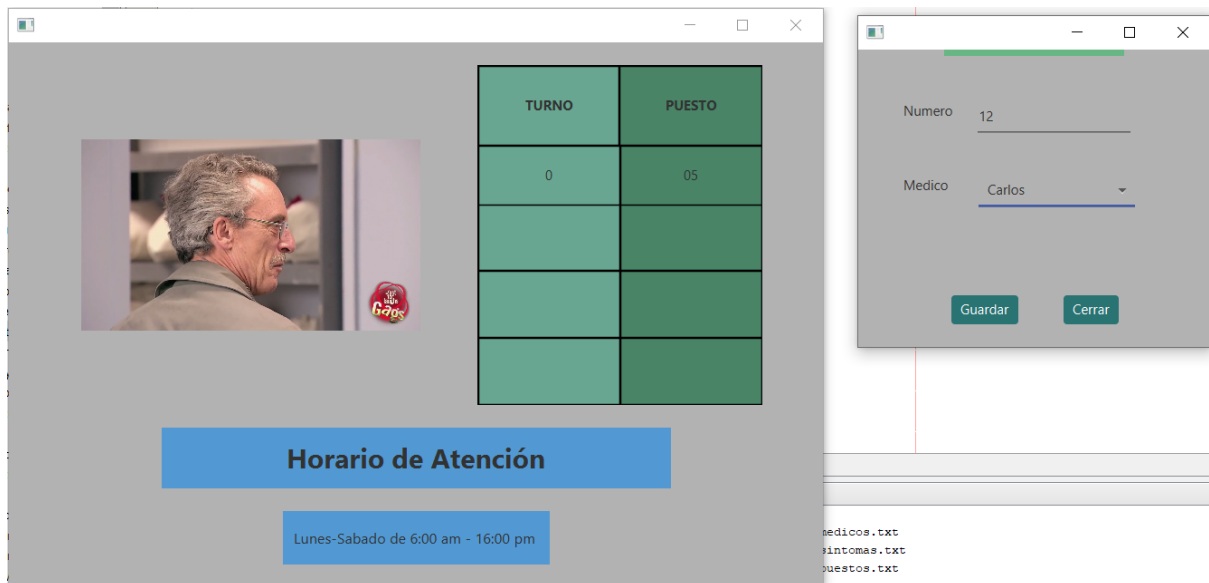 TURNO PUESTO
0 05
Gags
Horario de Atención
Lunes-Sabado de 6:00 am - 16:00 pm
Numero 12
Medico Carlos
Guardar Cerrar
medicos.txt
sintomas.txt
puestos.txt